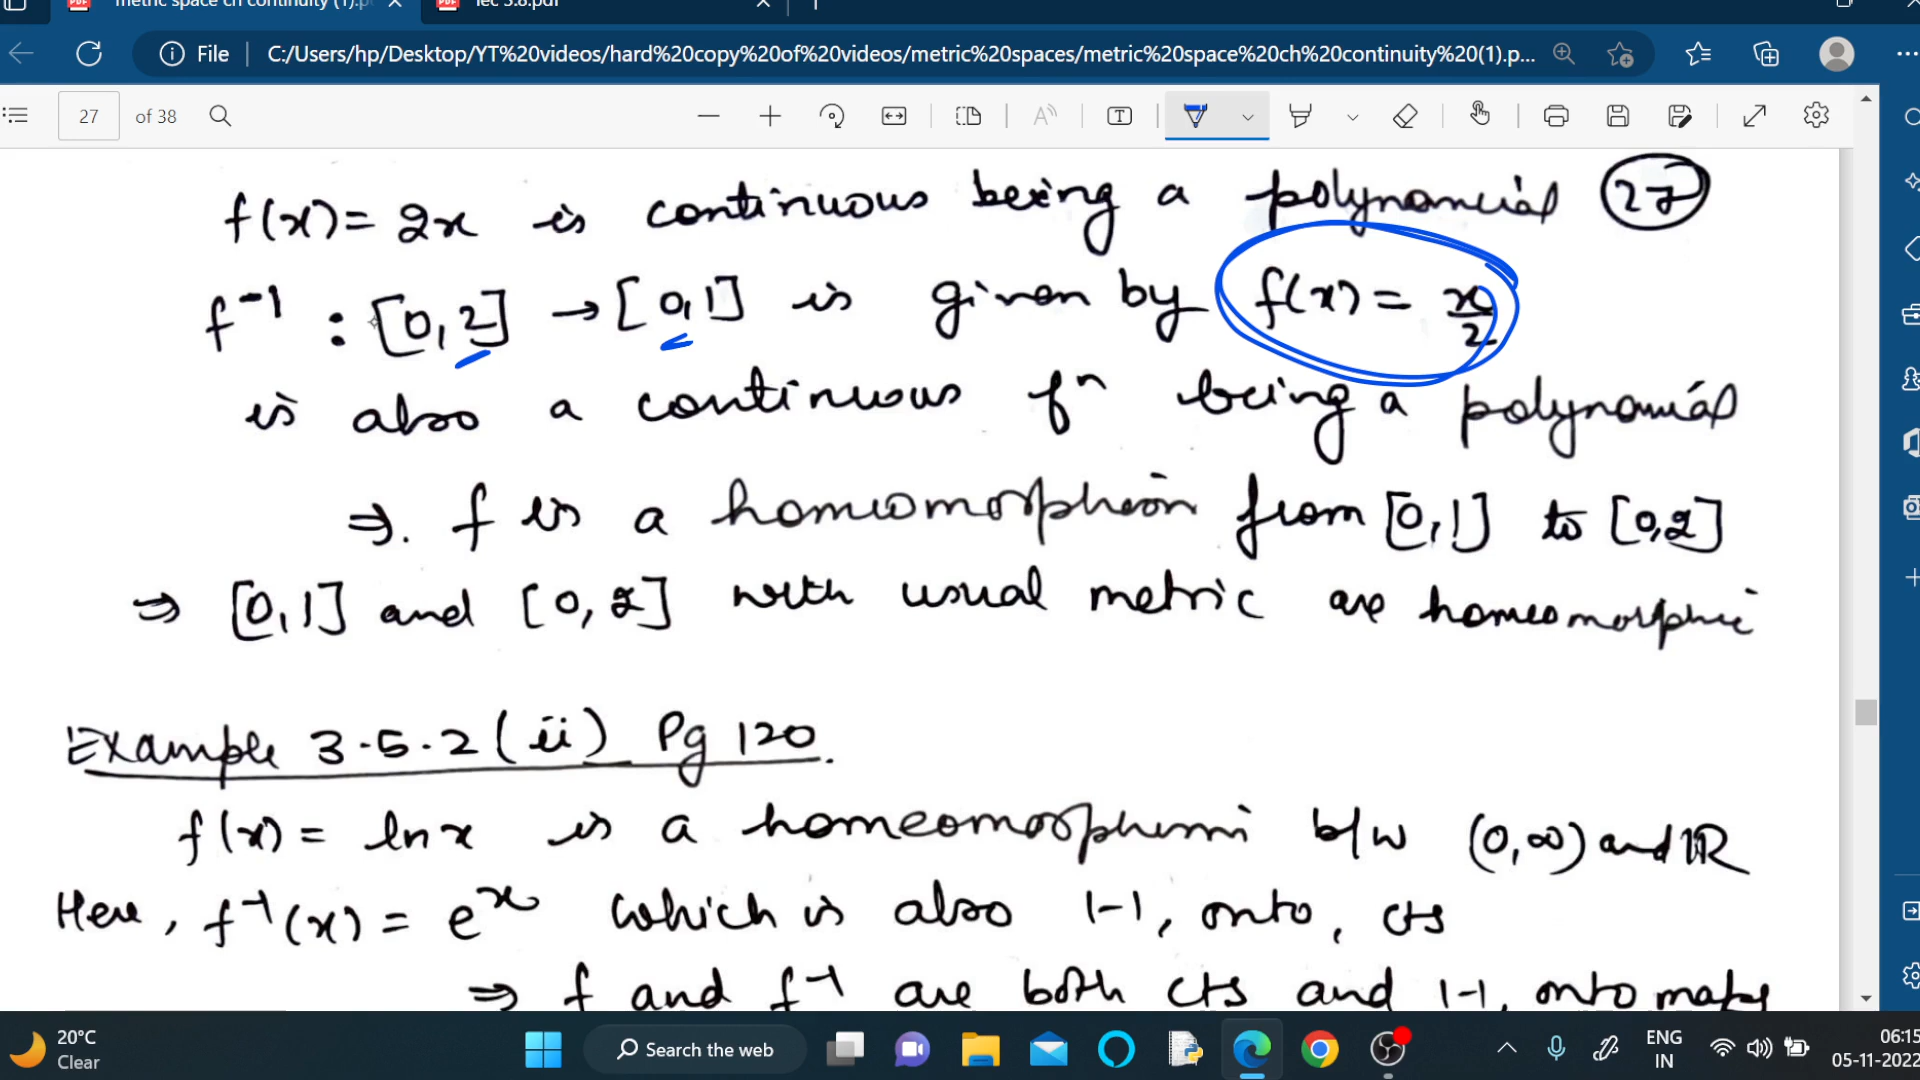 metric space ch continuity (1).p
lec 3.8.pdf
File
C:/Users/hp/Desktop/YT%20videos/hard%20copy%20of%20videos/metric%20spaces/metric%20space%20ch%20continuity%20(1).p...
27 of 38
f(x)= 2x is continuous being a polynomial 27
f⁻¹ : [0,2] → [0,1] is given by f(x) = x/2
is also a continuous fⁿ being a polynomial
⇒. f is a homeomorphism from [0,1] to [0,2]
⇒ [0,1] and [0,2] with usual metric are homeomorphic
Example 3.5.2 (ii) Pg 120.
f(x) = ln x is a homeomorphism b/w (0,∞) and ℝ
Here, f⁻¹(x) = eˣ which is also 1-1, onto, cts
⇒ f and f⁻¹ are both cts and 1-1, onto maps
20°C
Clear
Search the web
ENG
IN
06:15
05-11-2022